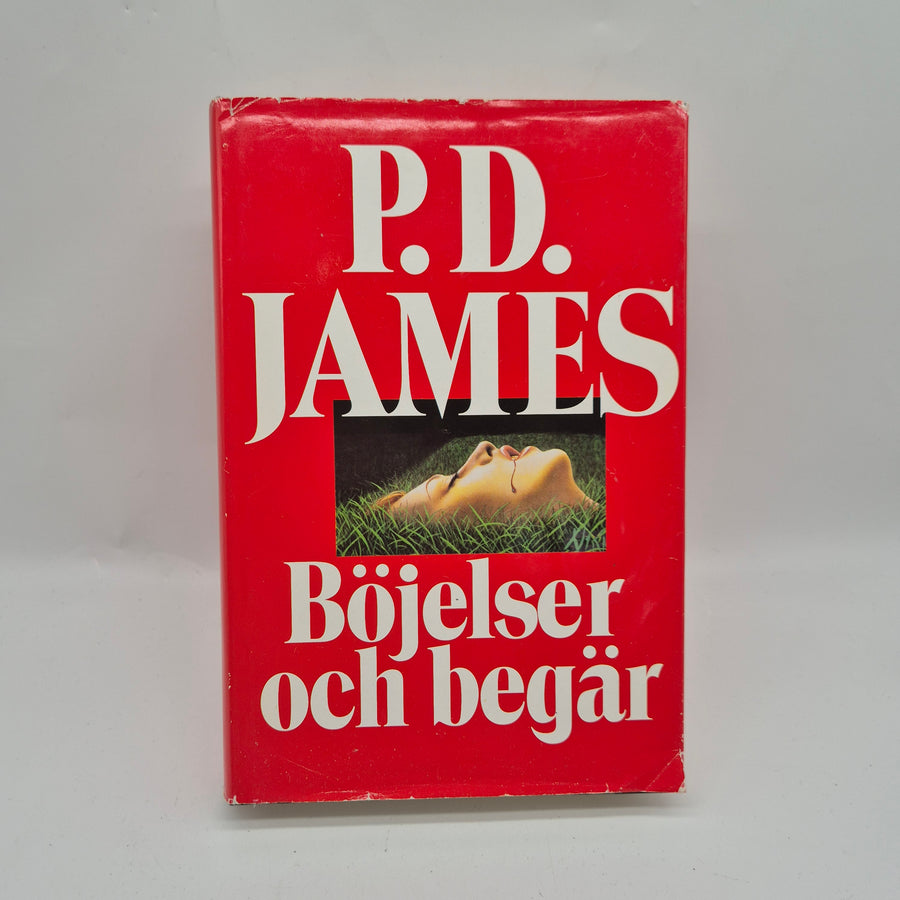 P. D.
JAMES
Böjelser
och begär